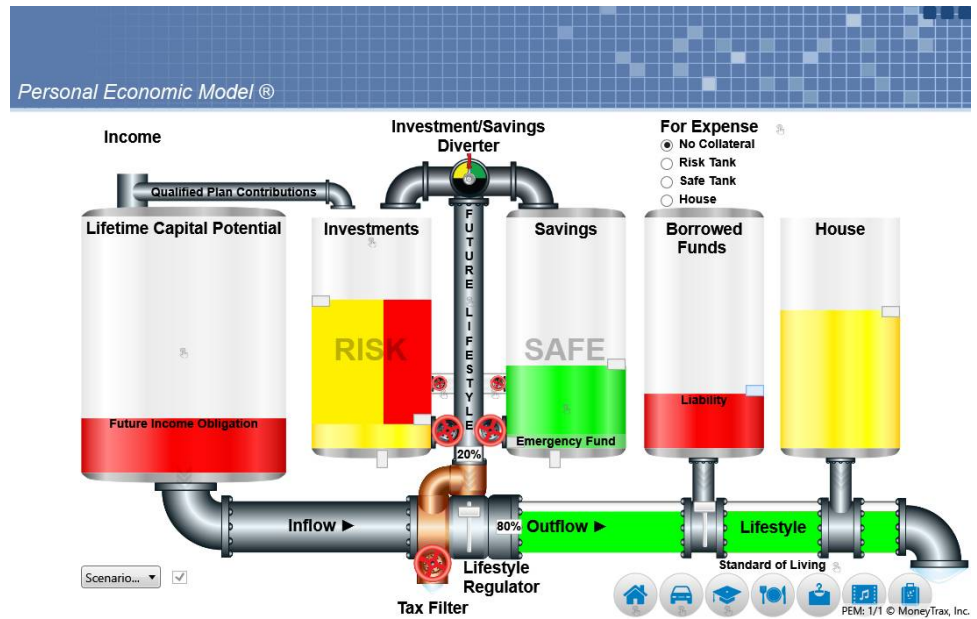 Personal Economic Model ®
Income
Investment/Savings
Diverter
For Expense
No Collateral
Risk Tank
Safe Tank
House
Qualified Plan Contributions
Lifetime Capital Potential
Investments
FUTURE LIFESTYLE
Savings
Borrowed
Funds
House
RISK
SAFE
Future Income Obligation
Liability
Emergency Fund
20%
Inflow ►
80%
Outflow ►
Lifestyle
Standard of Living
Lifestyle
Regulator
Scenario...
Tax Filter
PEM: 1/1 © MoneyTrax, Inc.